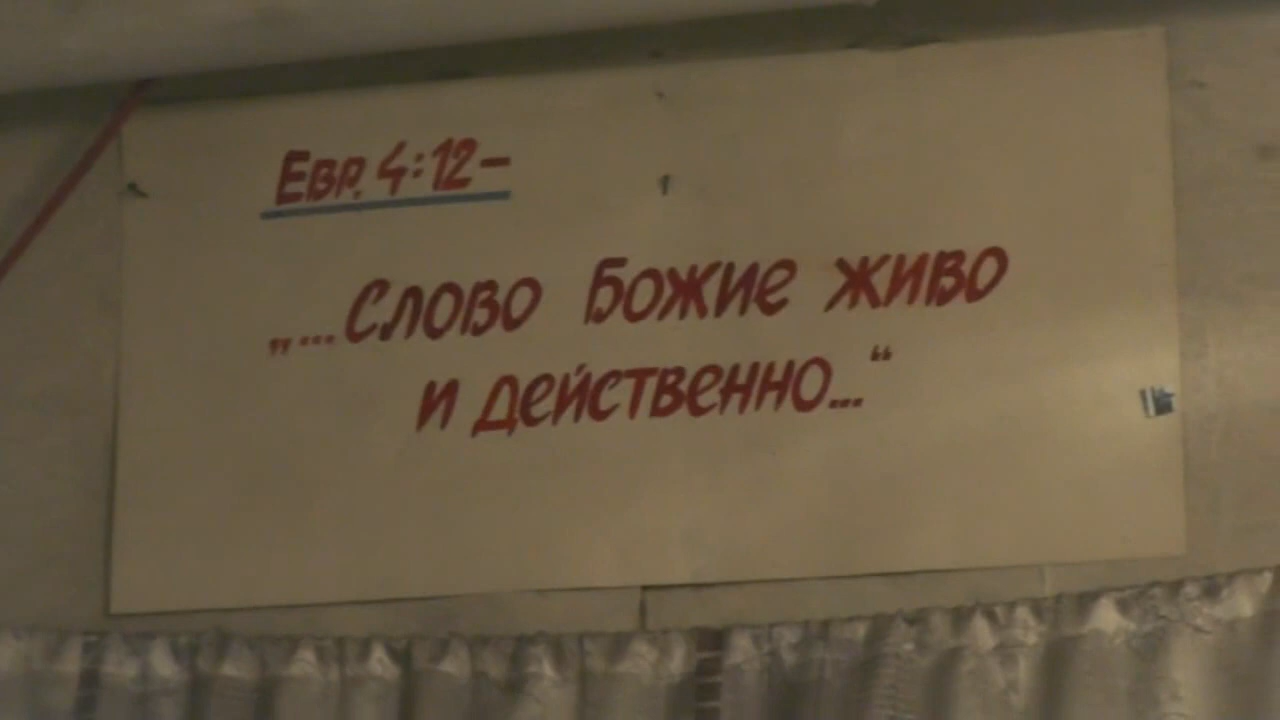 Евр. 4:12–
„...Слово Божие живо
и действенно...“